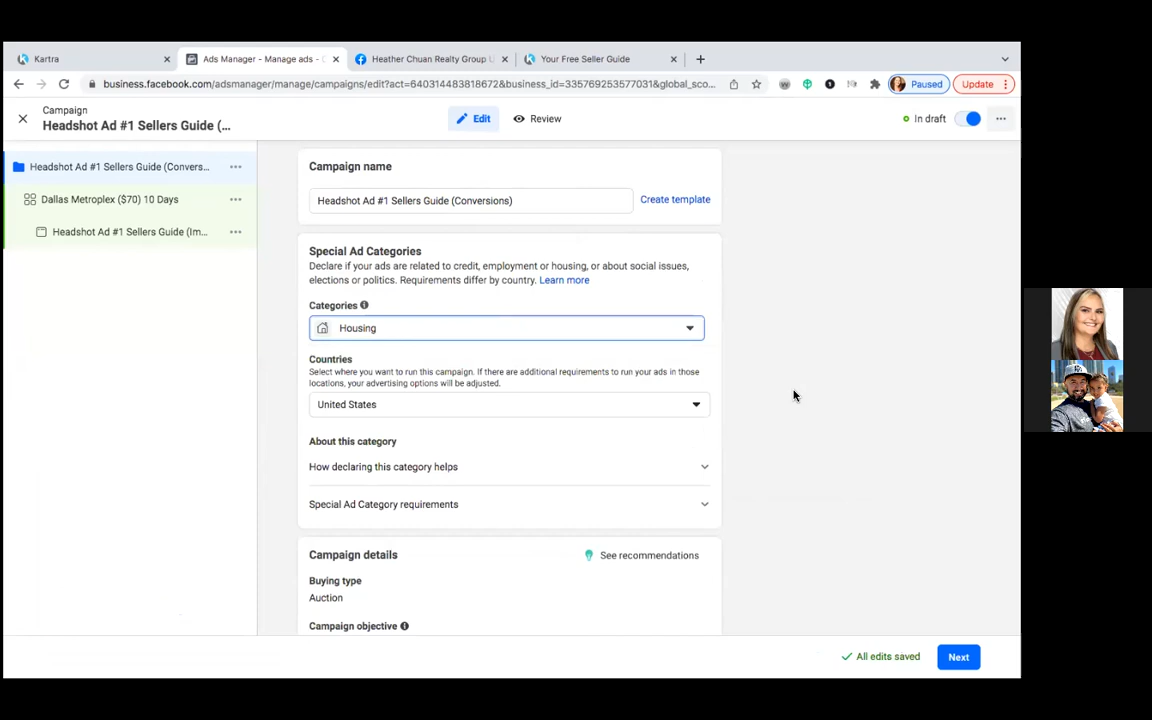 Kartra
Ads Manager - Manage ads -
Heather Chuan Realty Group
Your Free Seller Guide
business.facebook.com/adsmanager/manage/campaigns/edit?act=640314483818672&business_id=335769253577031&global_sco...
Paused
Update
Campaign
Headshot Ad #1 Sellers Guide (...
Edit
Review
In draft
Headshot Ad #1 Sellers Guide (Convers...
Dallas Metroplex ($70) 10 Days
Headshot Ad #1 Sellers Guide (Im...
Campaign name
Headshot Ad #1 Sellers Guide (Conversions)
Create template
Special Ad Categories
Declare if your ads are related to credit, employment or housing, or about social issues,
elections or politics. Requirements differ by country. Learn more
Categories
Housing
Countries
Select where you want to run this campaign. If there are additional requirements to run your ads in those
locations, your advertising options will be adjusted.
United States
About this category
How declaring this category helps
Special Ad Category requirements
Campaign details
See recommendations
Buying type
Auction
Campaign objective
All edits saved
Next